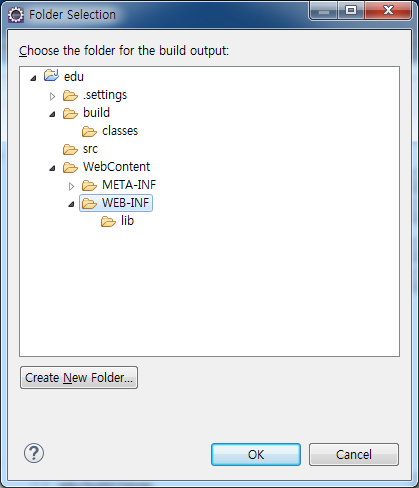 Folder Selection
Choose the folder for the build output:
edu
.settings
build
classes
src
WebContent
META-INF
WEB-INF
lib
Create New Folder...
?
OK
Cancel